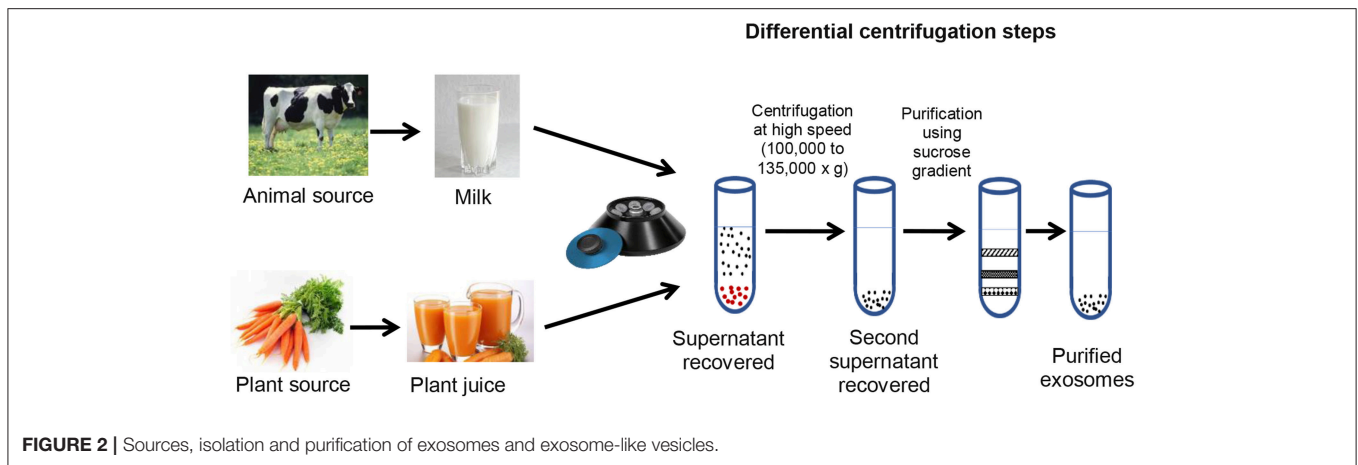 Differential centrifugation steps
Animal source
Milk
Plant source
Plant juice
Centrifugation
at high speed
(100,000 to
135,000 x g)
Purification
using
sucrose
gradient
Supernatant
recovered
Second
supernatant
recovered
Purified
exosomes
FIGURE 2 | Sources, isolation and purification of exosomes and exosome-like vesicles.